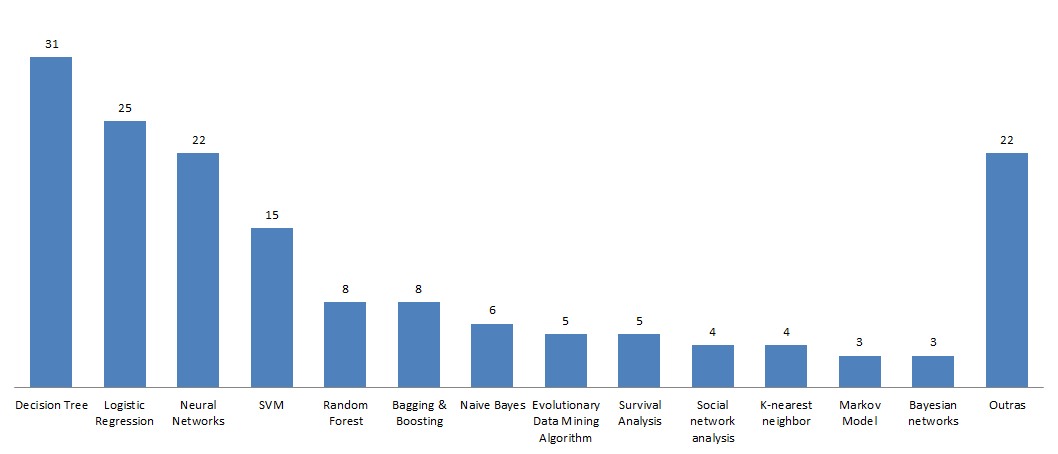 31
25
22
15
8
8
6
5
5
4
4
3
3
22
Decision Tree
Logistic
Regression
Neural
Networks
SVM
Random
Forest
Bagging &
Boosting
Naive Bayes
Evolutionary
Data Mining
Algorithm
Survival
Analysis
Social
network
analysis
K-nearest
neighbor
Markov
Model
Bayesian
networks
Outras